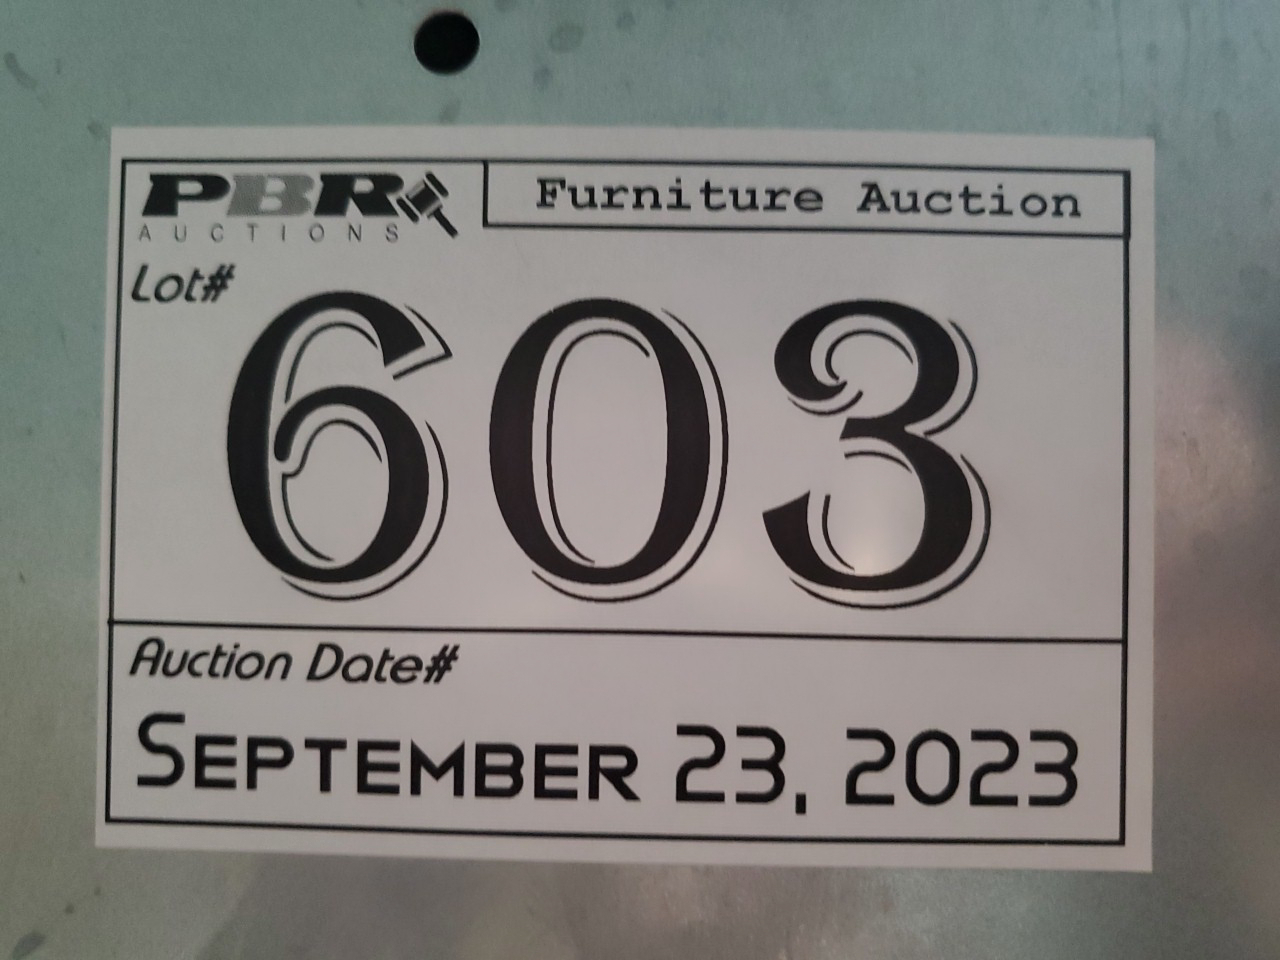 PBR
AUCTIONS
Furniture Auction
Lot#
603
Auction Date#
September 23, 2023